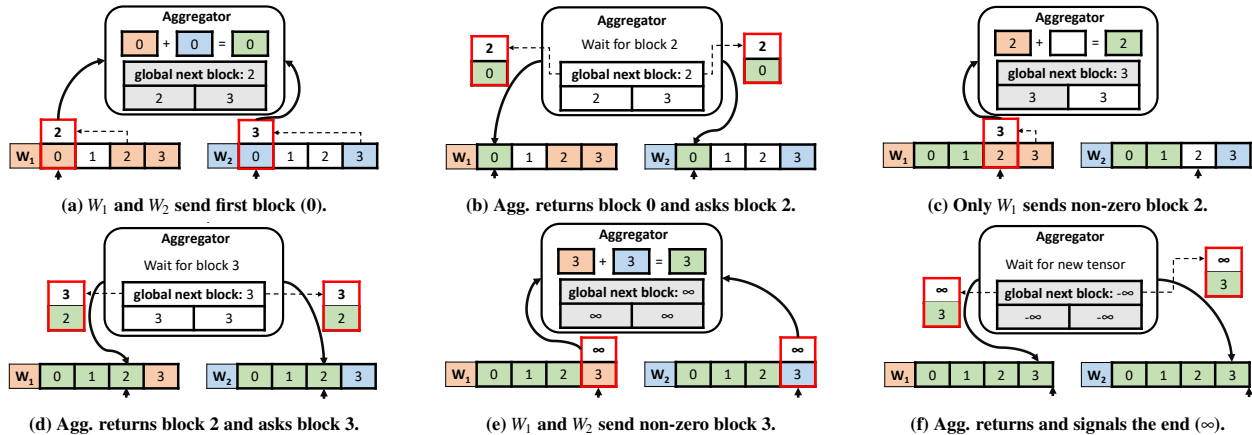 Aggregator
0 + 0 = 0
global next block: 2
2 3
2
3
W1 0 1 2 3
W2 0 1 2 3
(a) W1 and W2 send first block (0).
Aggregator
Wait for block 2
2
0
global next block: 2
2 3
2
0
W1 0 1 2 3
W2 0 1 2 3
(b) Agg. returns block 0 and asks block 2.
Aggregator
2 + = 2
global next block: 3
3 3
3
W1 0 1 2 3
W2 0 1 2 3
(c) Only W1 sends non-zero block 2.
Aggregator
Wait for block 3
3
2
global next block: 3
3 3
3
2
W1 0 1 2 3
W2 0 1 2 3
(d) Agg. returns block 2 and asks block 3.
Aggregator
3 + 3 = 3
global next block: ∞
∞ ∞
∞
∞
W1 0 1 2 3
W2 0 1 2 3
(e) W1 and W2 send non-zero block 3.
Aggregator
Wait for new tensor
∞
3
global next block: -∞
-∞ -∞
∞
3
W1 0 1 2 3
W2 0 1 2 3
(f) Agg. returns and signals the end (∞).